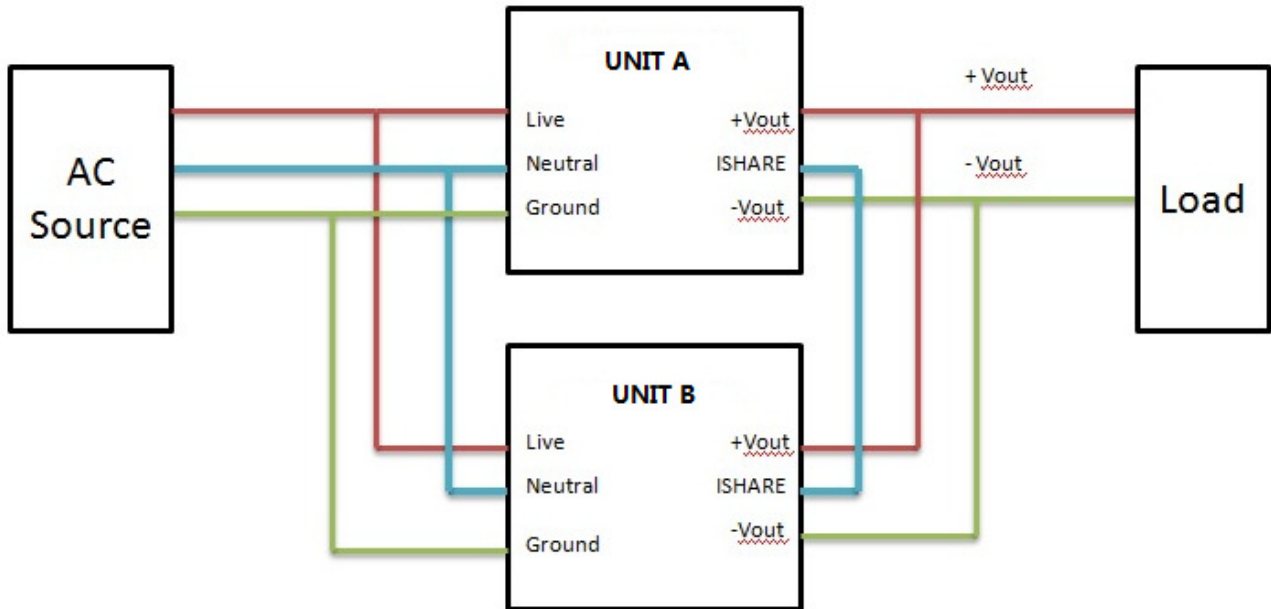 AC
Source
UNIT A
Live
Neutral
Ground
+Vout
ISHARE
-Vout
+ Vout
- Vout
Load
UNIT B
Live
Neutral
Ground
+Vout
ISHARE
-Vout